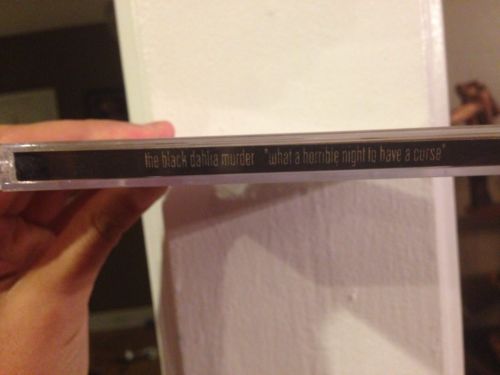 the black dahlia murder "what a horrible night to have a curse"